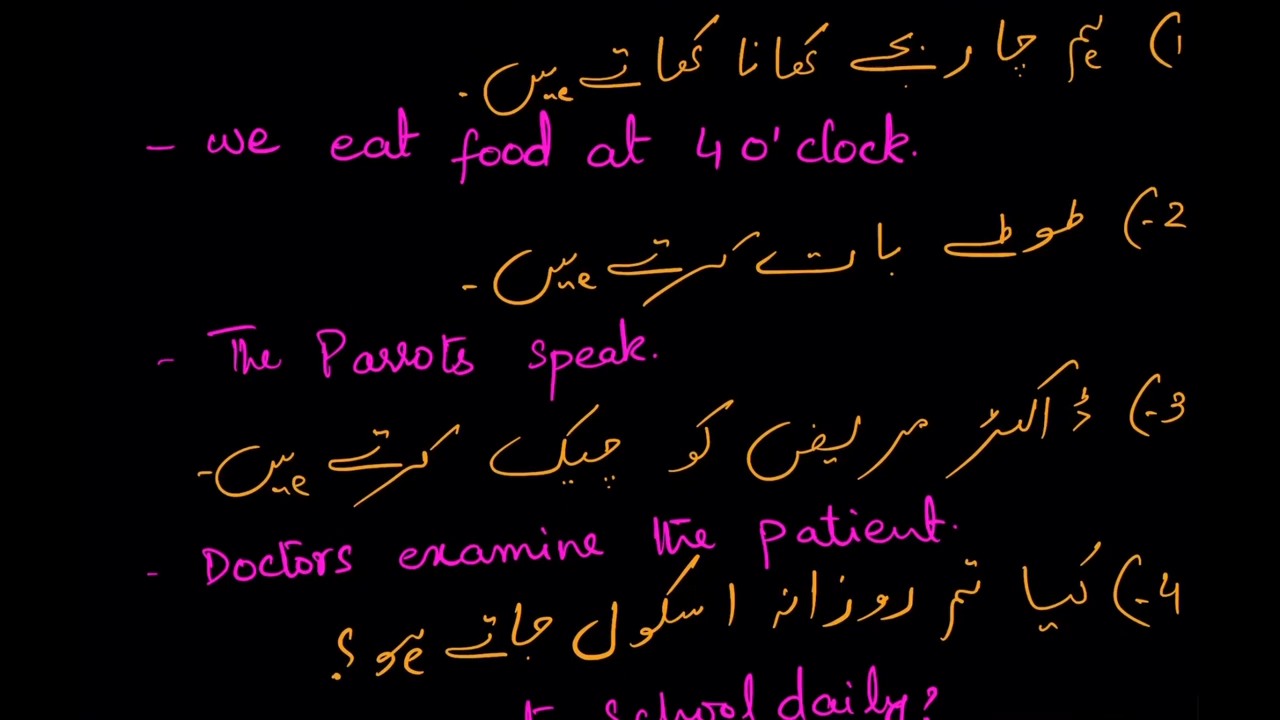 1) ہم چار بجے کھانا کھاتے ہیں۔
- we eat food at 4 o'clock.
2-) طوطے بات کرتے ہیں۔
- The Parrots speak.
3-) ڈاکٹر مریض کو چیک کرتے ہیں۔
- Doctors examine the patient.
4-) کیا تم روزانہ اسکول جاتے ہو؟
to school daily?